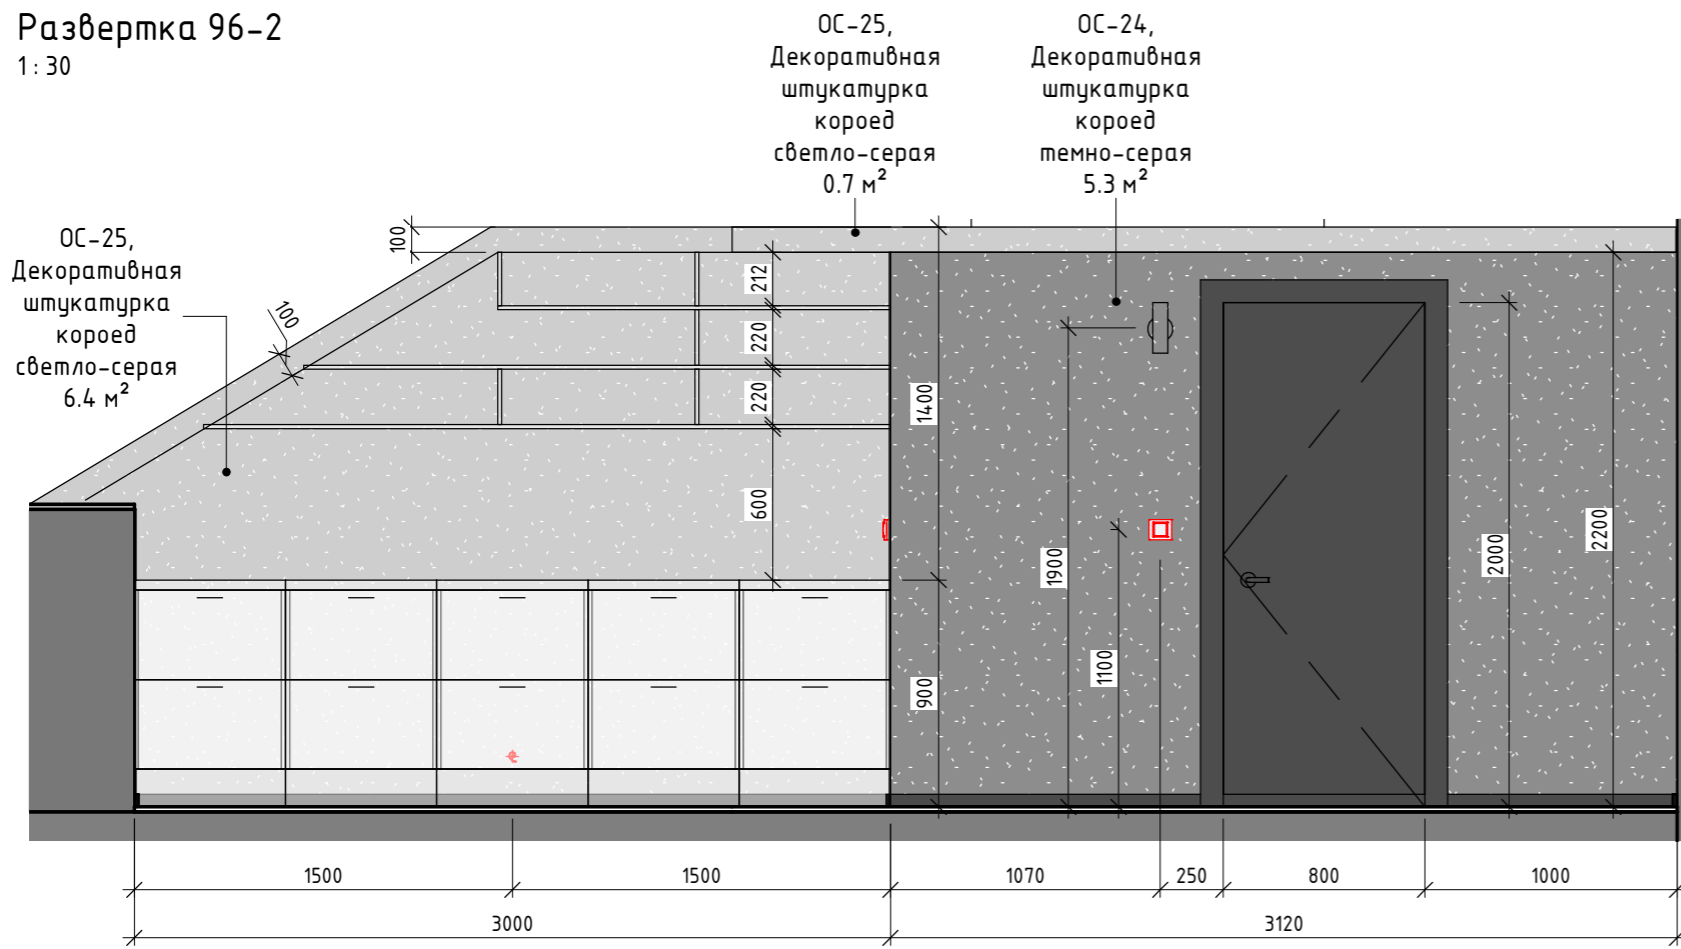 Развертка 96-2
1:30
ОС-25,
Декоративная
штукатурка
короед
светло-серая
0.7 м²
ОС-24,
Декоративная
штукатурка
короед
темно-серая
5.3 м²
ОС-25,
Декоративная
штукатурка
короед
светло-серая
6.4 м²
100
100
212
220
220
600
1400
900
1900
1100
2000
2200
1500
1500
1070
250
800
1000
3000
3120